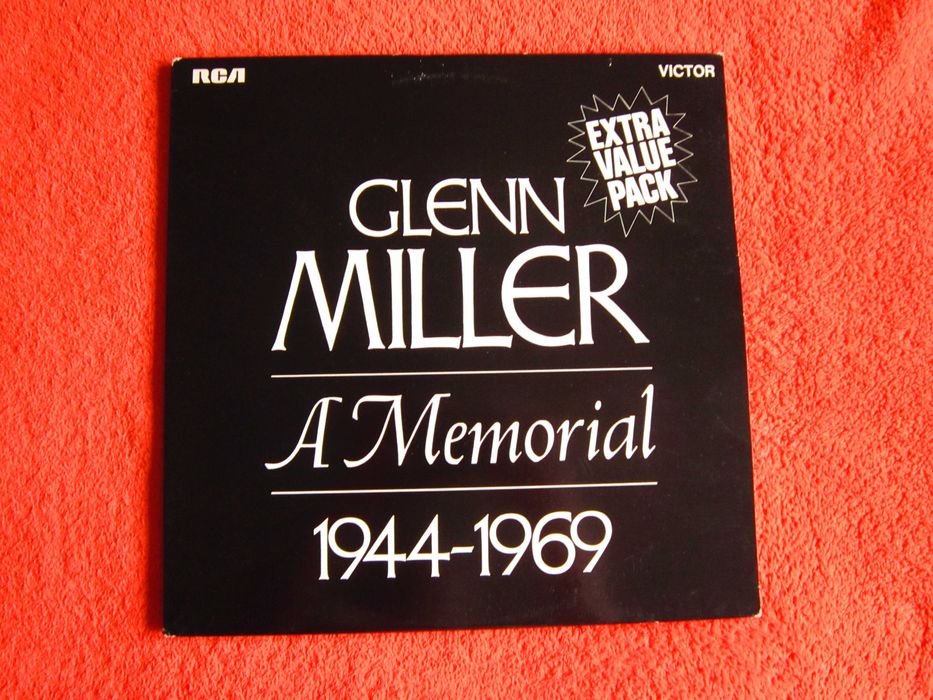 RCA
VICTOR
EXTRA
VALUE
PACK
GLENN
MILLER
A Memorial
1944-1969